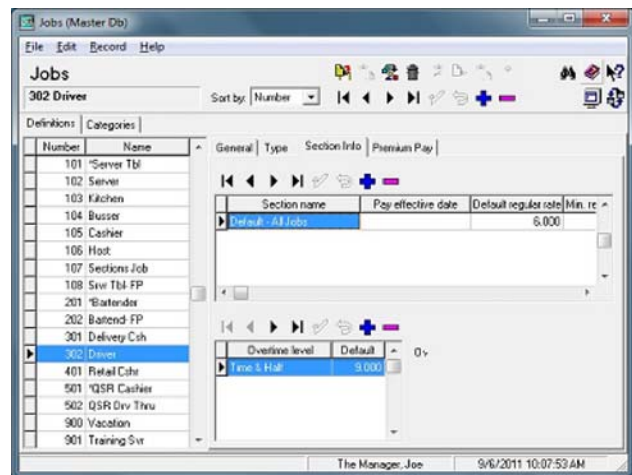 Jobs (Master Db)
File Edit Record Help
Jobs
302 Driver
Sort by: Number
Definitions Categories
Number Name
101 *Server Tbl
102 Server
103 Kitchen
104 Busser
105 Cashier
106 Host
107 Sections Job
108 Srvr Tbl-FP
201 *Bartender
202 Bartend-FP
301 Delivery Csh
302 Driver
401 Retail Cshr
501 *QSR Cashier
502 QSR Drv Thru
900 Vacation
901 Training Svr
General Type Section Info Premium Pay
Section name Pay effective date Default regular rate Min. re
Default - All Jobs 6.000
Overtime level Default
Time & Half 9.000
The Manager, Joe 9/6/2011 10:07:53 AM